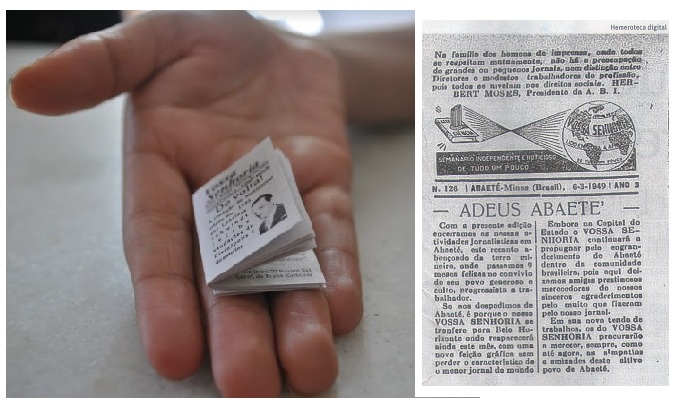 Vossa
Senhoria
De volta!
Hemeroteca digital
Na família dos homens de imprensa, onde todos
se respeitam mutuamente, não há a preocupação
de grandes ou pequenos jornais, nem distinção entre
Diretores e modestos trabalhadores da profissão,
pois todos se nivelam nos direitos sociais. HER-
BERT MOSES, Presidente da A. B. I.
VOSSA SENHORIA
SEMANÁRIO INDEPENDENTE E NOTICIOSO
DE TUDO UM POUCO
N. 126 | ABAETÉ-Minas (Brasil), 6-3-1949 | ANO 3
— ADEUS ABAETE' —
Com a presente edição
encerramos as nossas a-
tividades jornalísticas em
Abaeté, este recanto a-
bençoado da terra mi-
neira, onde passamos 9
meses felizes no convívio
de seu povo generoso e
culto, progressista e tra-
balhador.
Se nos despedimos de
Abaeté, é porque o nosso
VOSSA SENHORIA se
transfere para Belo Ho-
rizonte onde reaparecerá
ainda este mês, com uma
nova feição gráfica sem
perder o característico de
o menor jornal do mundo
Embora na Capital do
Estado o VOSSA SE-
NHORIA continuará a
propugnar pelo engran-
decimento de Abaeté
dentro da comunidade
brasileira, pois aqui dei-
xamos amigos prestimosos
merecedores de nossos
sinceros agradecimentos
pelo muito que fizeram
pelo nosso jornal.
Em sua nova tenda de
trabalhos, os do VOSSA
SENHORIA procurarão
a merecer, sempre, como
até agora, as simpatias
e amizades deste altivo
povo de Abaeté.